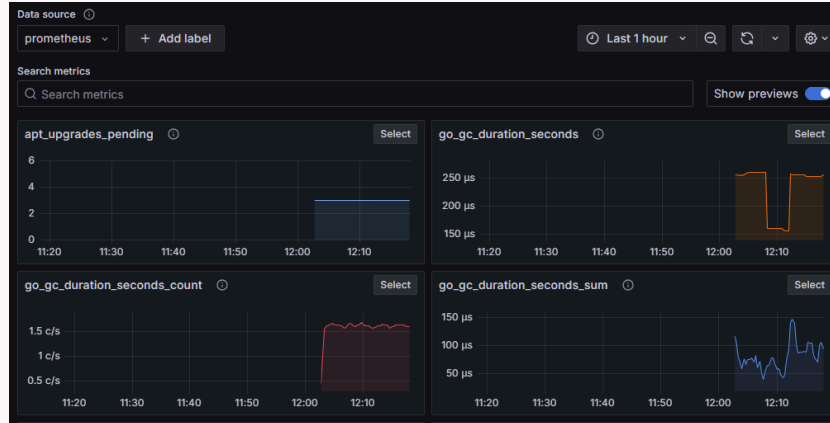 Data source
prometheus
+ Add label
Last 1 hour
Search metrics
Search metrics
Show previews
apt_upgrades_pending
Select
6
4
2
0
11:20 11:30 11:40 11:50 12:00 12:10
go_gc_duration_seconds
Select
250 µs
200 µs
150 µs
11:20 11:30 11:40 11:50 12:00 12:10
go_gc_duration_seconds_count
Select
1.5 c/s
1 c/s
0.5 c/s
11:20 11:30 11:40 11:50 12:00 12:10
go_gc_duration_seconds_sum
Select
150 µs
100 µs
50 µs
11:20 11:30 11:40 11:50 12:00 12:10